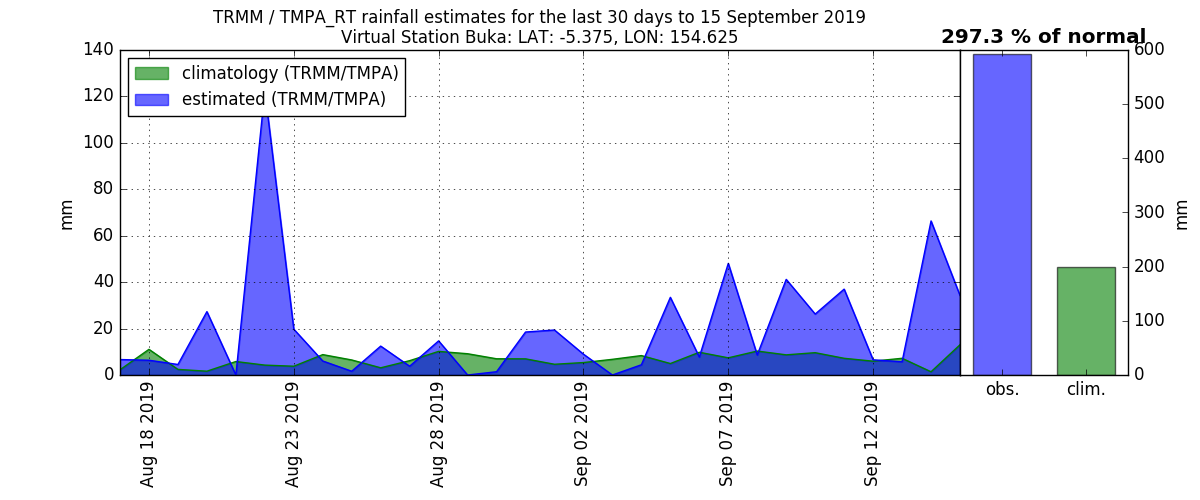 TRMM / TMPA_RT rainfall estimates for the last 30 days to 15 September 2019
Virtual Station Buka: LAT: -5.375, LON: 154.625
297.3 % of normal
climatology (TRMM/TMPA)
estimated (TRMM/TMPA)
mm
140
120
100
80
60
40
20
0
Aug 18 2019
Aug 23 2019
Aug 28 2019
Sep 02 2019
Sep 07 2019
Sep 12 2019
obs.
clim.
600
500
400
300
200
100
0
mm